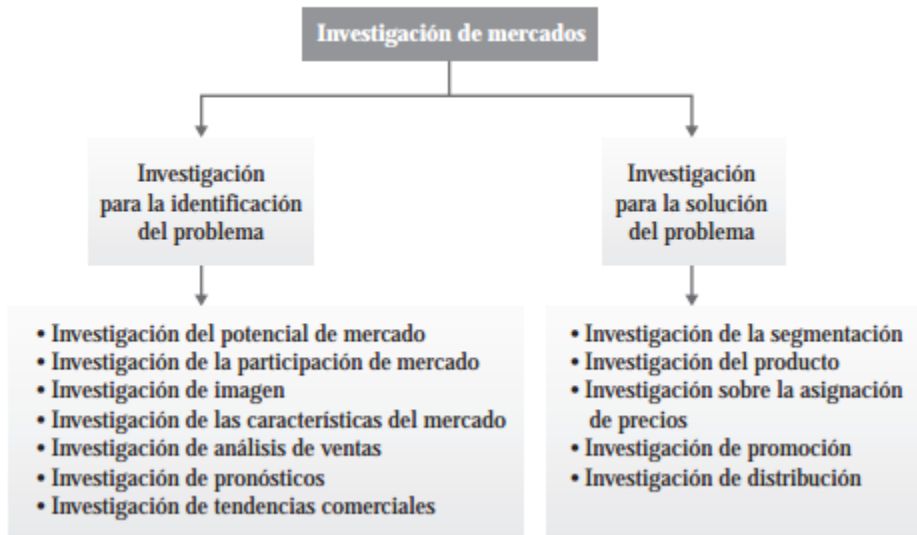 Investigación de mercados
Investigación
para la identificación
del problema
Investigación
para la solución
del problema
• Investigación del potencial de mercado
• Investigación de la participación de mercado
• Investigación de imagen
• Investigación de las características del mercado
• Investigación de análisis de ventas
• Investigación de pronósticos
• Investigación de tendencias comerciales
• Investigación de la segmentación
• Investigación del producto
• Investigación sobre la asignación
de precios
• Investigación de promoción
• Investigación de distribución